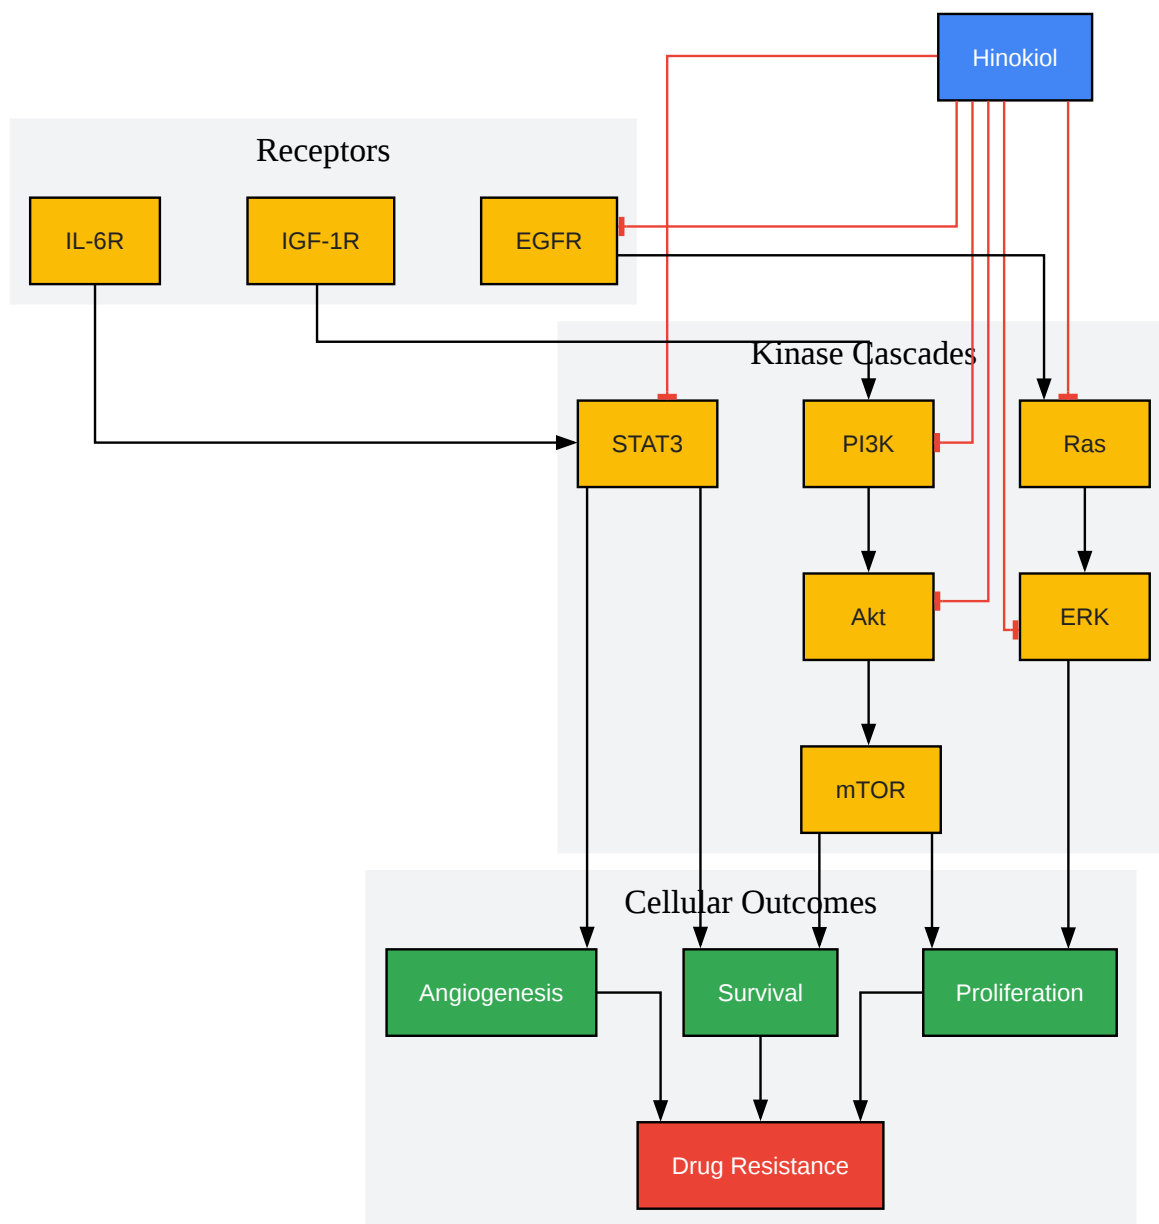 Hinokiol
Receptors
IL-6R
IGF-1R
EGFR
Kinase Cascades
STAT3
PI3K
Ras
Akt
ERK
mTOR
Cellular Outcomes
Angiogenesis
Survival
Proliferation
Drug Resistance